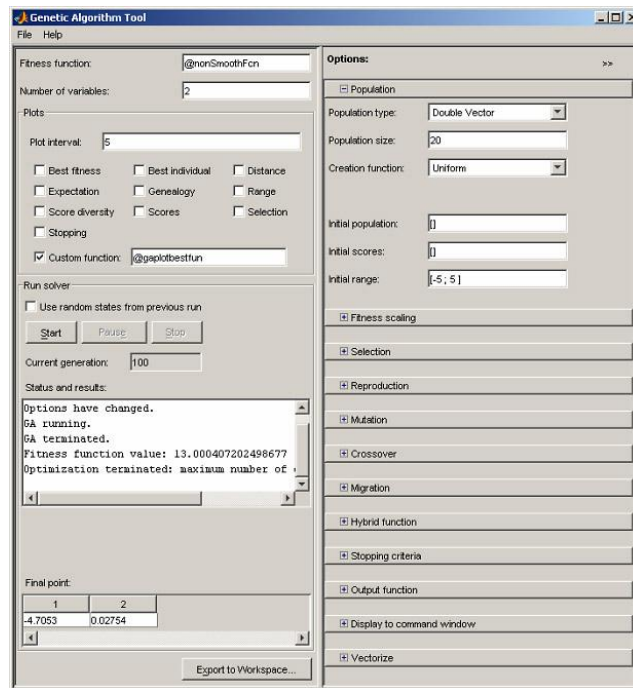 Genetic Algorithm Tool
File Help
Fitness function: @nonSmoothFcn
Number of variables: 2
Plots
Plot interval: 5
Best fitness Best individual Distance
Expectation Genealogy Range
Score diversity Scores Selection
Stopping
Custom function: @gaplotbestfun
Run solver
Use random states from previous run
Start Pause Stop
Current generation: 100
Status and results:
Options have changed.
GA running.
GA terminated.
Fitness function value: 13.000407202498677
Optimization terminated: maximum number of
Final point:
1 2
-4.7053 0.02754
Export to Workspace...
Options: >>
Population
Population type: Double Vector
Population size: 20
Creation function: Uniform
Initial population: []
Initial scores: []
Initial range: [-5 ; 5 ]
Fitness scaling
Selection
Reproduction
Mutation
Crossover
Migration
Hybrid function
Stopping criteria
Output function
Display to command window
Vectorize